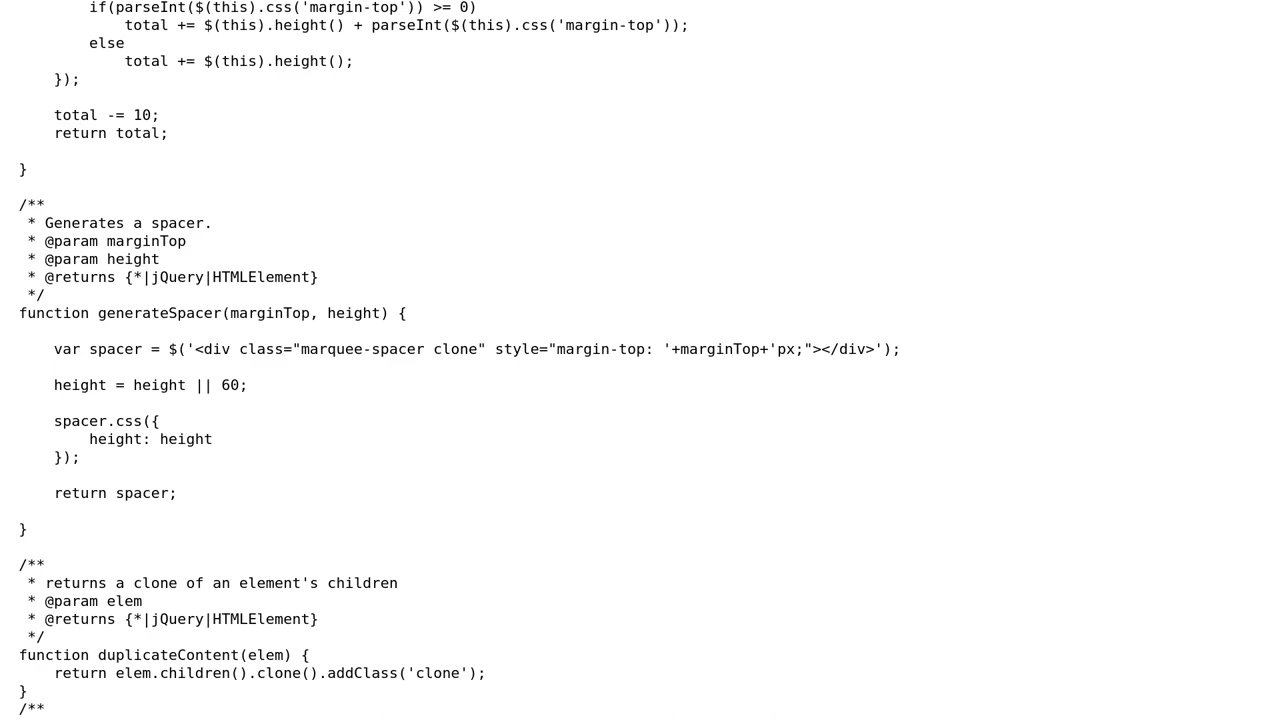 if(parseInt($(this).css('margin-top')) >= 0)
            total += $(this).height() + parseInt($(this).css('margin-top'));
        else
            total += $(this).height();
    });

    total -= 10;
    return total;

}

/**
 * Generates a spacer.
 * @param marginTop
 * @param height
 * @returns {*|jQuery|HTMLElement}
 */
function generateSpacer(marginTop, height) {

    var spacer = $('<div class="marquee-spacer clone" style="margin-top: '+marginTop+'px;"></div>');

    height = height || 60;

    spacer.css({
        height: height
    });

    return spacer;

}

/**
 * returns a clone of an element's children
 * @param elem
 * @returns {*|jQuery|HTMLElement}
 */
function duplicateContent(elem) {
    return elem.children().clone().addClass('clone');
}
/**